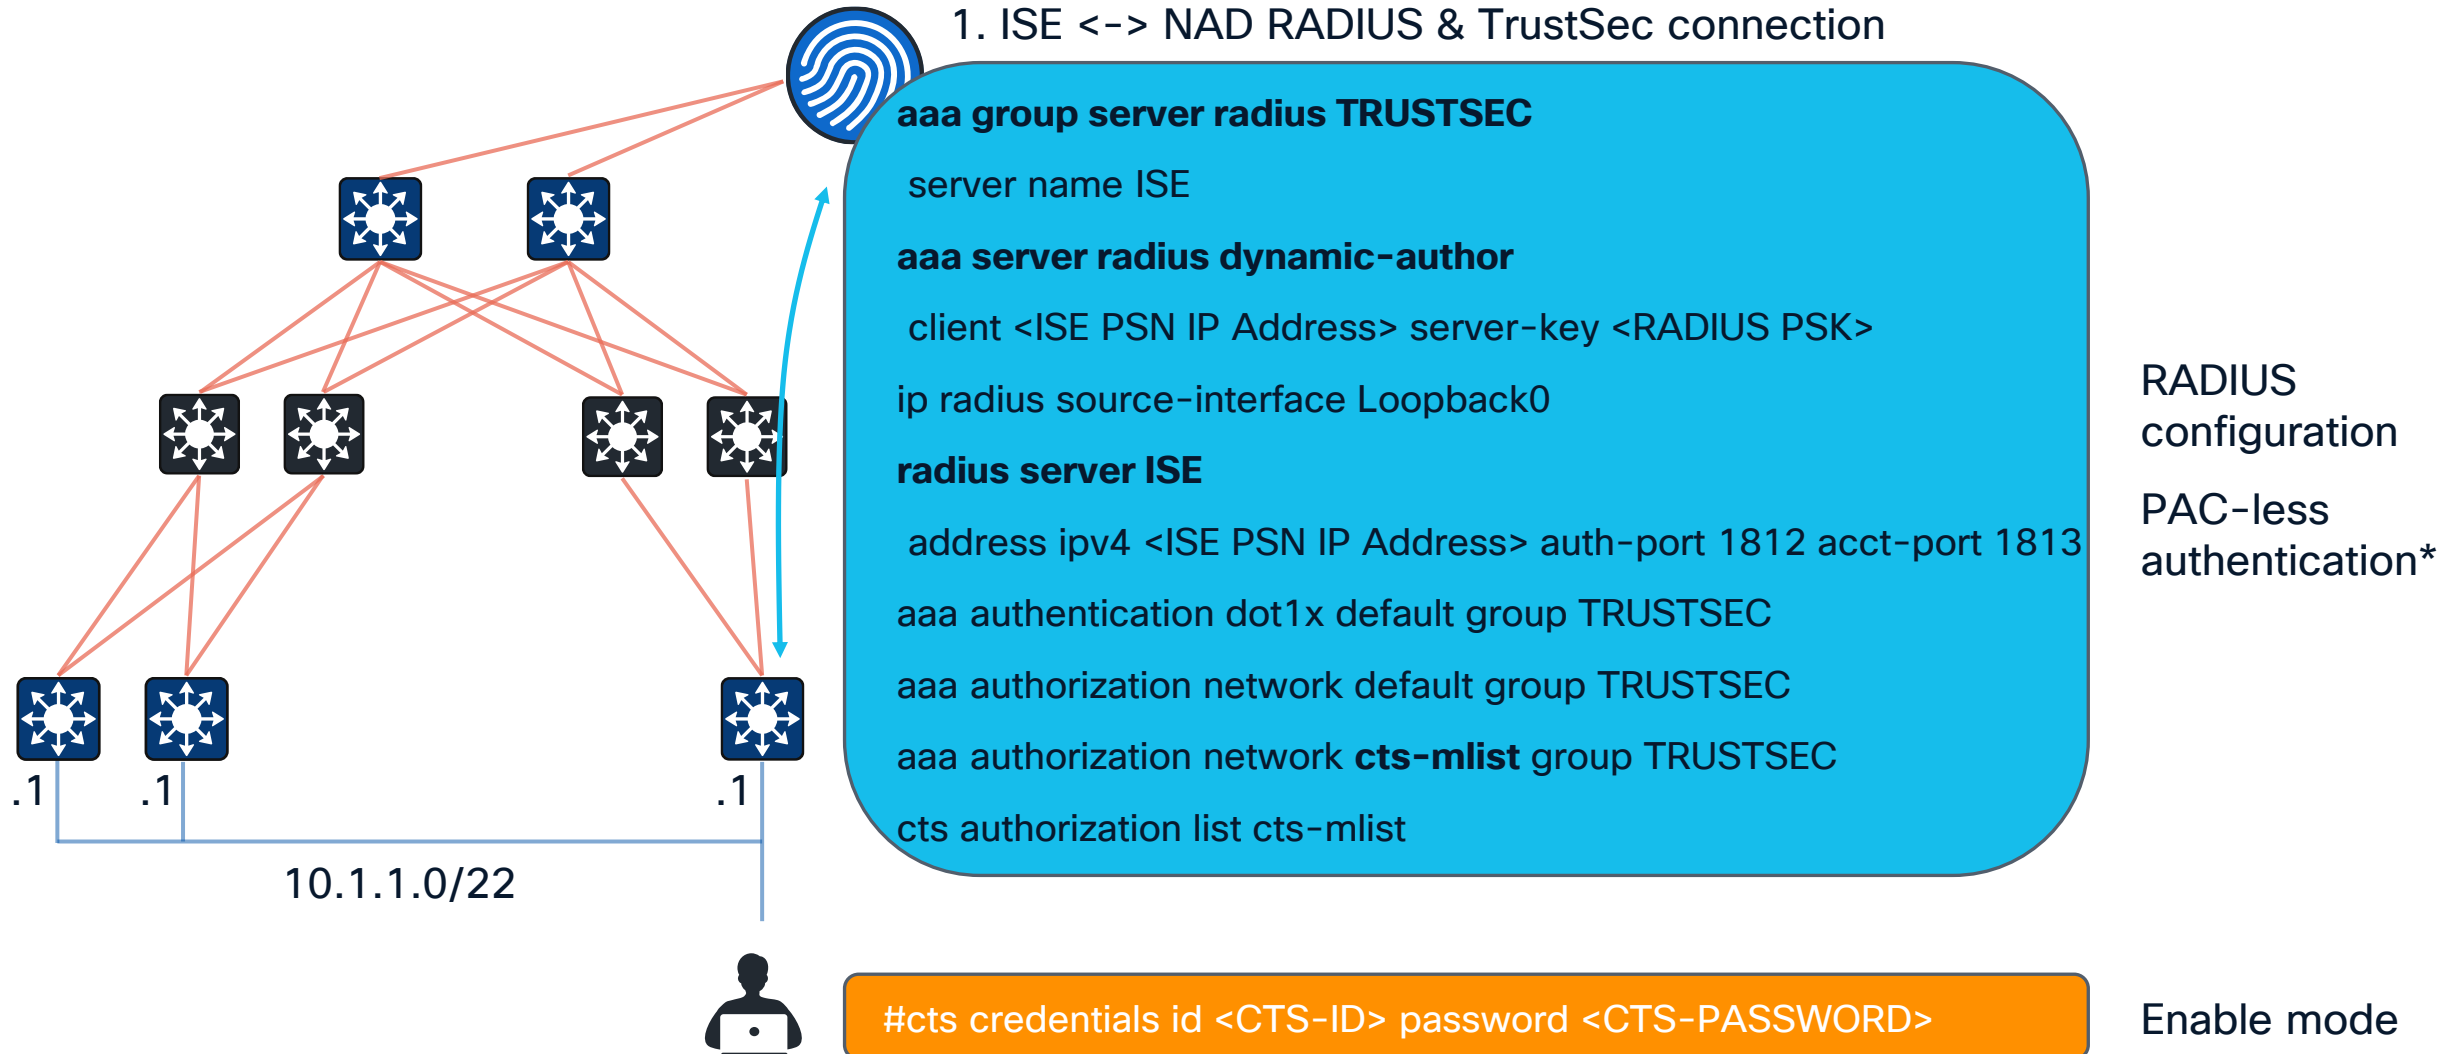 1. ISE <-> NAD RADIUS & TrustSec connection
aaa group server radius TRUSTSEC
server name ISE
aaa server radius dynamic-author
client <ISE PSN IP Address> server-key <RADIUS PSK>
ip radius source-interface Loopback0
radius server ISE
address ipv4 <ISE PSN IP Address> auth-port 1812 acct-port 1813
aaa authentication dot1x default group TRUSTSEC
aaa authorization network default group TRUSTSEC
aaa authorization network cts-mlist group TRUSTSEC
cts authorization list cts-mlist
RADIUS
configuration
PAC-less
authentication*
.1
.1
.1
10.1.1.0/22
#cts credentials id <CTS-ID> password <CTS-PASSWORD>
Enable mode